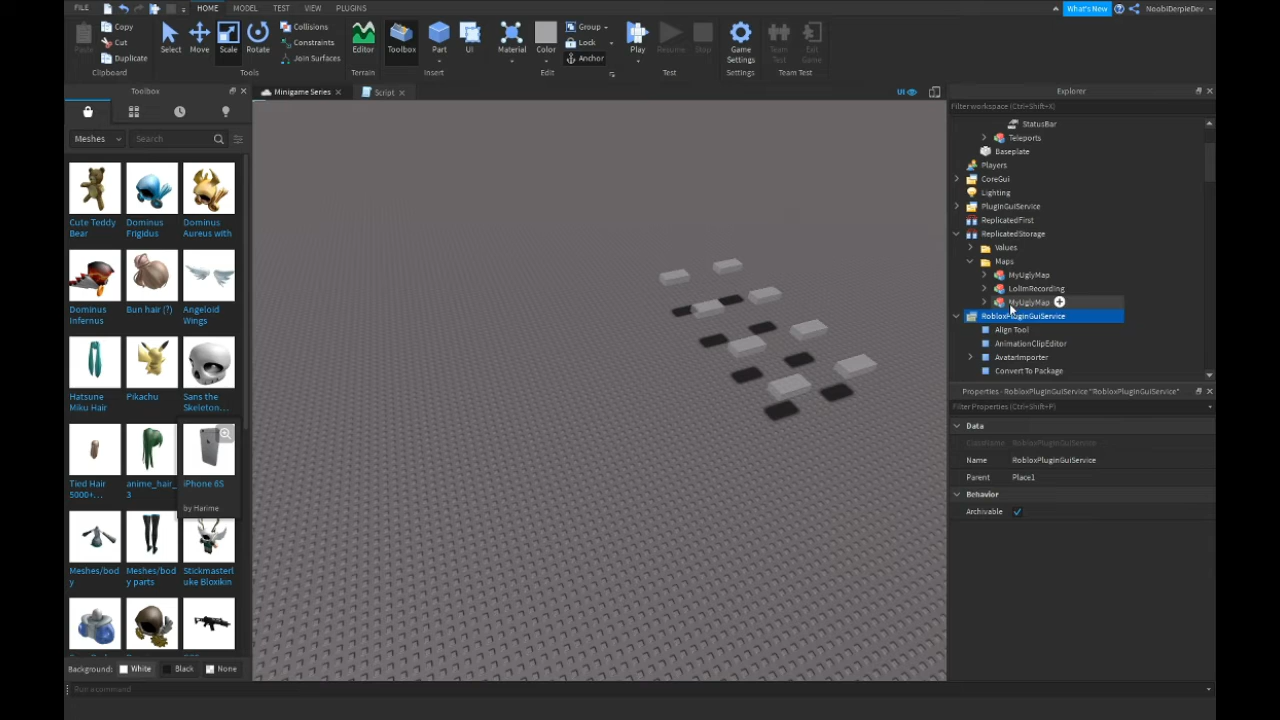 FILE HOME MODEL TEST VIEW PLUGINS What's New NoobiDerpieDev
Copy Collisions Group
Cut Constraints Lock
Paste Duplicate Select Move Scale Rotate Join Surfaces Editor Toolbox Part UI Material Color Anchor Play Resume Stop Game Settings Team Test Exit Game
Clipboard Tools Terrain Insert Edit Test Settings Team Test
Toolbox
Minigame Series Script UI
Meshes Search
Cute Teddy Bear
Dominus Frigidus
Dominus Aureus with
Dominus Infernus
Bun hair (?)
Angeloid Wings
Hatsune Miku Hair
Pikachu
Sans the Skeleton...
Tied Hair 5000+...
anime_hair_3
iPhone 6S
by Harime
Meshes/body
Meshes/body parts
Stickmasterluke Bloxikin
Background: White Black None
Run a command
Explorer
Filter workspace (Ctrl+Shift+X)
StatusBar
Teleports
Baseplate
Players
CoreGui
Lighting
PluginGuiService
ReplicatedFirst
ReplicatedStorage
Values
Maps
MyUglyMap
LolImRecording
MyUglyMap
RobloxPluginGuiService
Align Tool
AnimationClipEditor
AvatarImporter
Convert To Package
Properties - RobloxPluginGuiService "RobloxPluginGuiService"
Filter Properties (Ctrl+Shift+P)
Data
ClassName RobloxPluginGuiService
Name RobloxPluginGuiService
Parent Place1
Behavior
Archivable